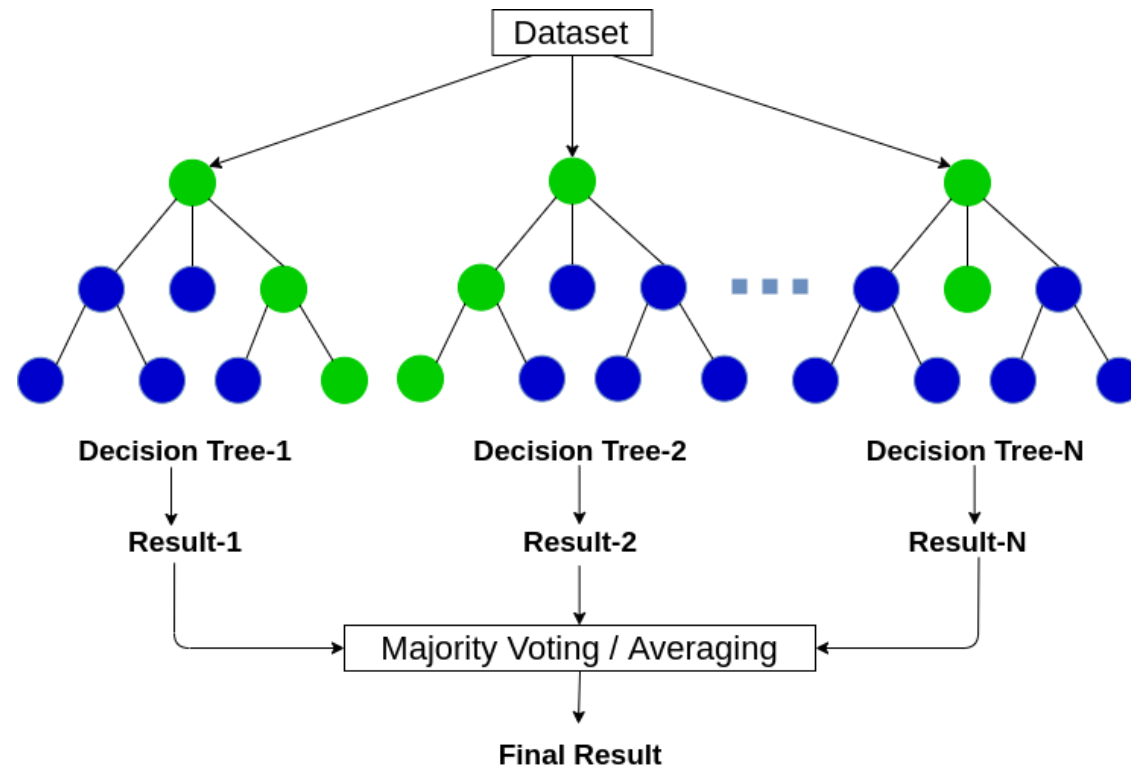 Dataset
Decision Tree-1
Decision Tree-2
Decision Tree-N
Result-1
Result-2
Result-N
Majority Voting / Averaging
Final Result